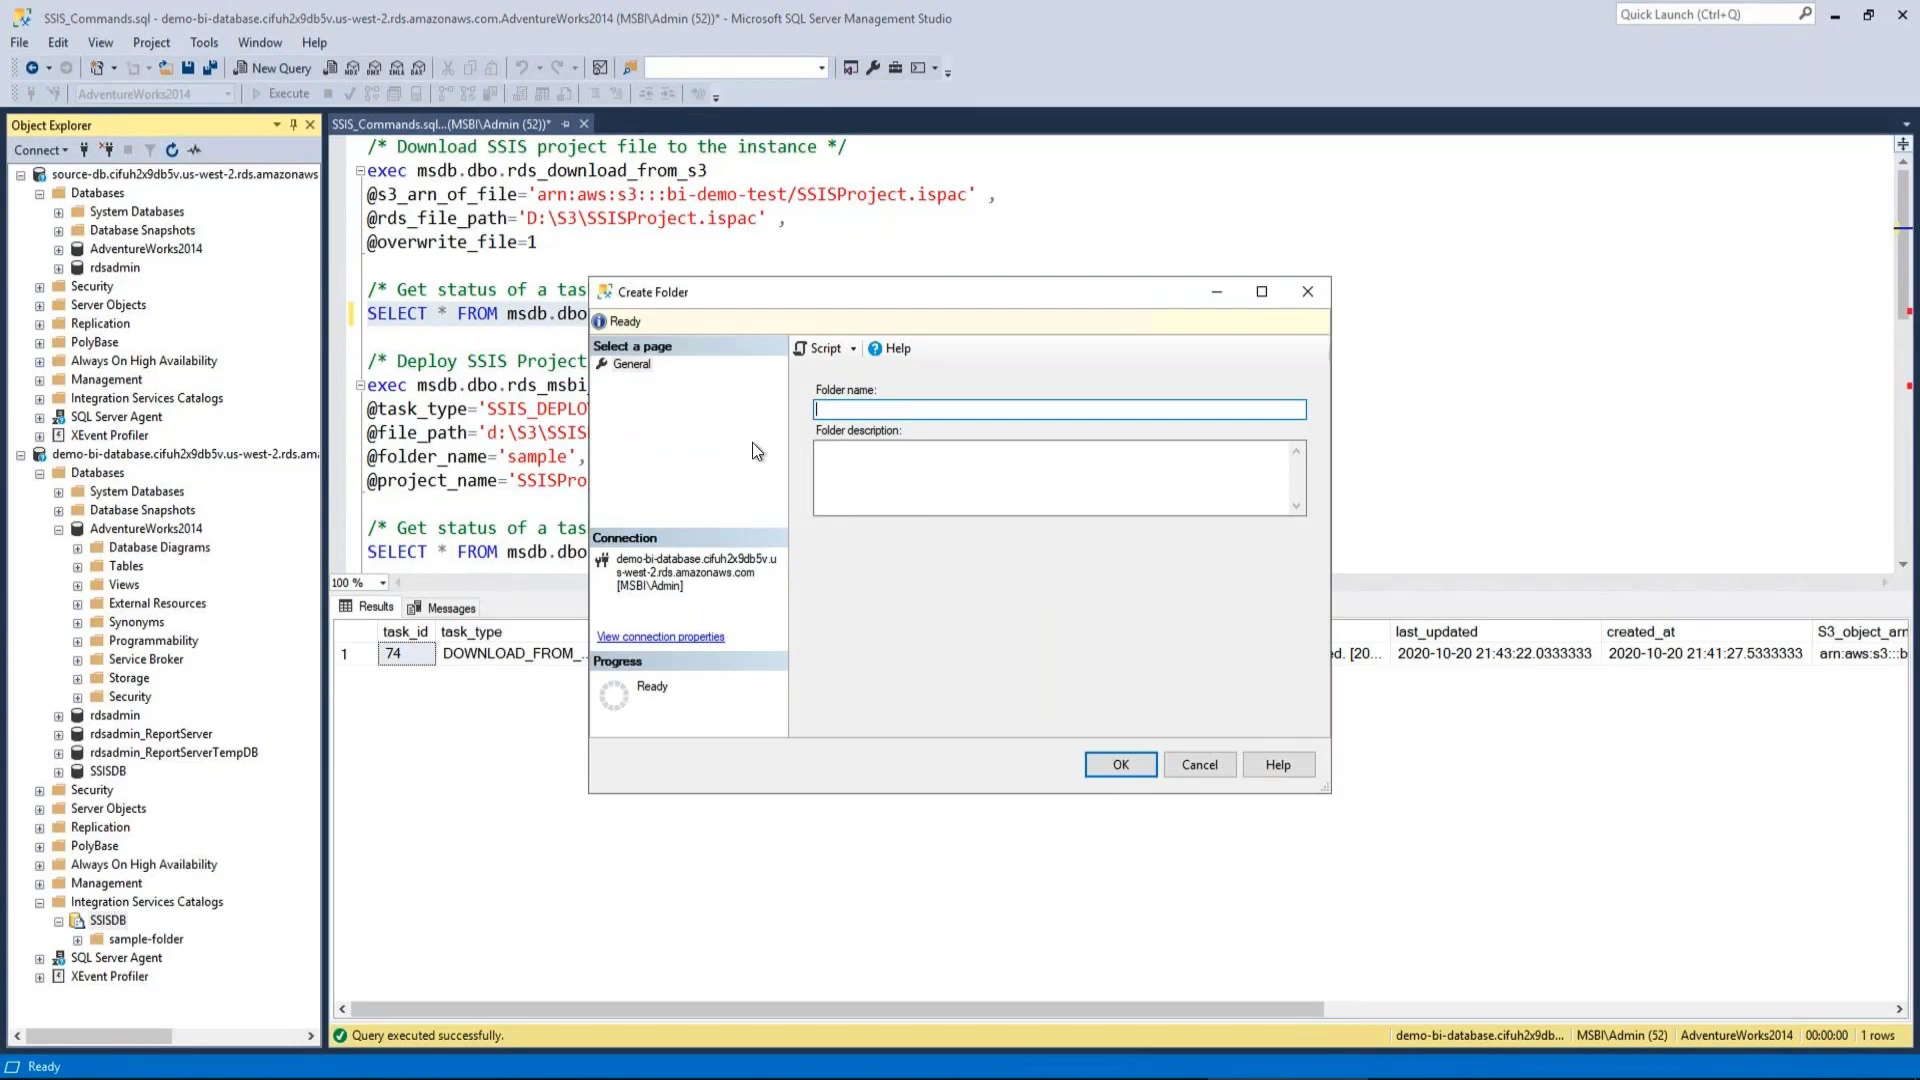 SSIS_Commands.sql - demo-bi-database.cifuh2x9db5v.us-west-2.rds.amazonaws.com.AdventureWorks2014 (MSBI\Admin (52))* - Microsoft SQL Server Management Studio
Quick Launch (Ctrl+Q)
File Edit View Project Tools Window Help
New Query
AdventureWorks2014
Execute
Object Explorer
Connect
source-db.cifuh2x9db5v.us-west-2.rds.amazonaws
Databases
System Databases
Database Snapshots
AdventureWorks2014
rdsadmin
Security
Server Objects
Replication
PolyBase
Always On High Availability
Management
Integration Services Catalogs
SQL Server Agent
XEvent Profiler
demo-bi-database.cifuh2x9db5v.us-west-2.rds.ama
Databases
System Databases
Database Snapshots
AdventureWorks2014
Database Diagrams
Tables
Views
External Resources
Synonyms
Programmability
Service Broker
Storage
Security
rdsadmin
rdsadmin_ReportServer
rdsadmin_ReportServerTempDB
SSISDB
Security
Server Objects
Replication
PolyBase
Always On High Availability
Management
Integration Services Catalogs
SSISDB
sample-folder
SQL Server Agent
XEvent Profiler
SSIS_Commands.sql...(MSBI\Admin (52))*
/* Download SSIS project file to the instance */
exec msdb.dbo.rds_download_from_s3
@s3_arn_of_file='arn:aws:s3:::bi-demo-test/SSISProject.ispac' ,
@rds_file_path='D:\S3\SSISProject.ispac' ,
@overwrite_file=1
/* Get status of a tas
SELECT * FROM msdb.dbo
/* Deploy SSIS Project
exec msdb.dbo.rds_msbi_
@task_type='SSIS_DEPLO
@file_path='d:\S3\SSIS
@folder_name='sample',
@project_name='SSISPro
/* Get status of a tas
SELECT * FROM msdb.dbo
100 %
Create Folder
Ready
Select a page
General
Script Help
Folder name:
Folder description:
Connection
demo-bi-database.cifuh2x9db5v.u
s-west-2.rds.amazonaws.com
[MSBI\Admin]
View connection properties
Progress
Ready
OK Cancel Help
Results Messages
task_id task_type last_updated created_at S3_object_arn
1 74 DOWNLOAD_FROM_... d. [20... 2020-10-20 21:43:22.0333333 2020-10-20 21:41:27.5333333 arn:aws:s3:::b
Query executed successfully.
demo-bi-database.cifuh2x9db... MSBI\Admin (52) AdventureWorks2014 00:00:00 1 rows
Ready